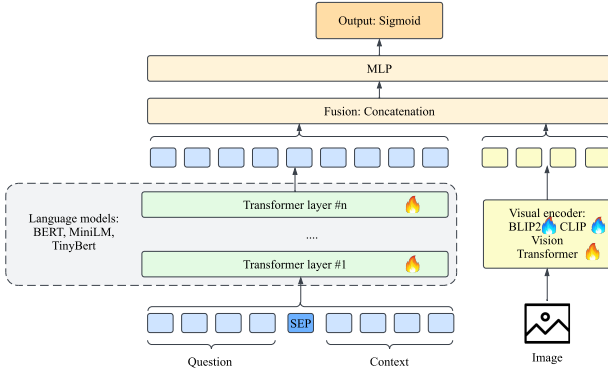 Output: Sigmoid
MLP
Fusion: Concatenation
Transformer layer #n
Language models:
BERT, MiniLM,
TinyBert
....
Transformer layer #1
Visual encoder:
BLIP2 CLIP
Vision
Transformer
SEP
Question
Context
Image